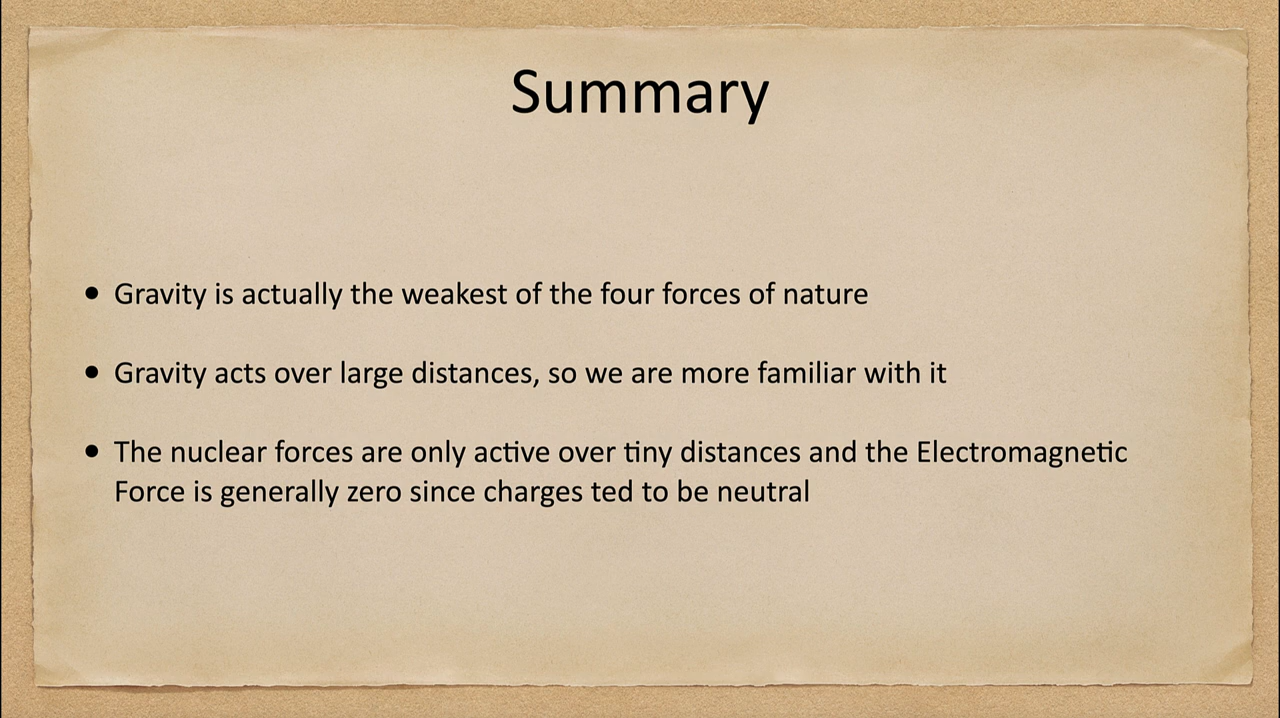 Summary
• Gravity is actually the weakest of the four forces of nature
• Gravity acts over large distances, so we are more familiar with it
• The nuclear forces are only active over tiny distances and the Electromagnetic
Force is generally zero since charges ted to be neutral